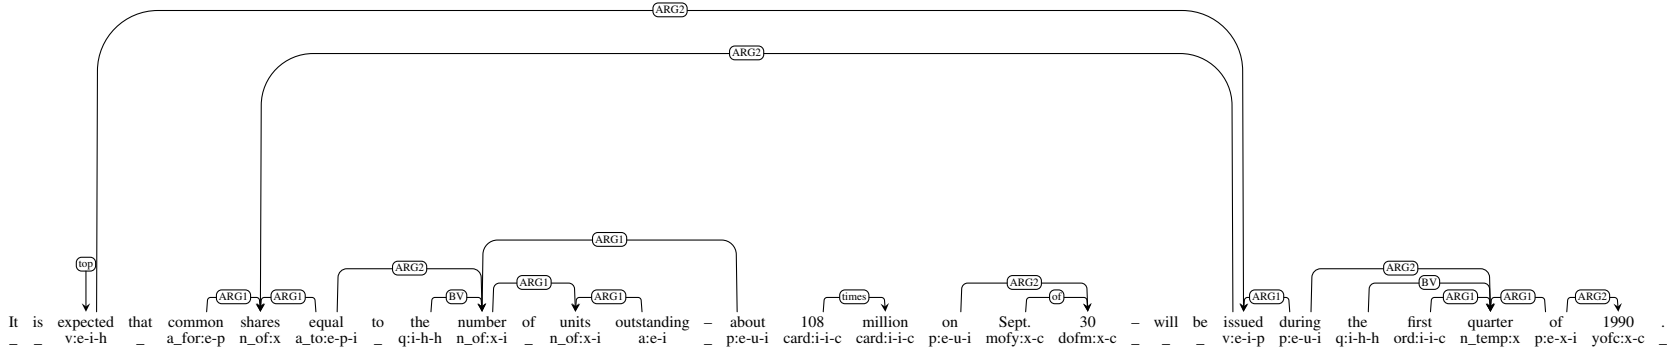 ARG2
ARG2
ARG1
top ARG2 ARG2 ARG2
ARG1 ARG1 BV ARG1 ARG1 times of ARG1 BV ARG1 ARG1 ARG2
It is expected that common shares equal to the number of units outstanding – about 108 million on Sept. 30 – will be issued during the first quarter of 1990 .
_ _ v:e-i-h _ a_for:e-p n_of:x a_to:e-p-i _ q:i-h-h n_of:x-i _ n_of:x-i a:e-i _ p:e-u-i card:i-i-c card:i-i-c p:e-u-i mofy:x-c dofm:x-c _ _ _ v:e-i-p p:e-u-i q:i-h-h ord:i-i-c n_temp:x p:e-x-i yofc:x-c _